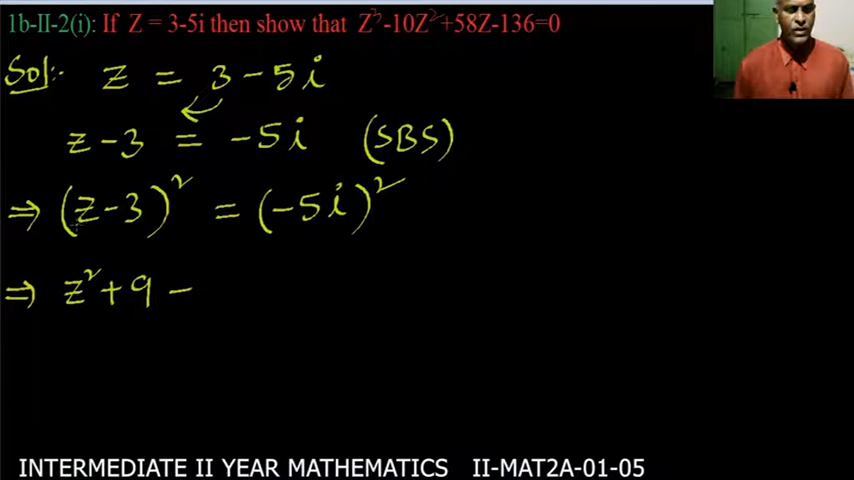 1b-II-2(i): If Z = 3-5i then show that Z³-10Z²+58Z-136=0
Sol:- z = 3-5i
z-3 = -5i (SBS)
⇒ (z-3)² = (-5i)²
⇒ z²+9-
INTERMEDIATE II YEAR MATHEMATICS II-MAT2A-01-05